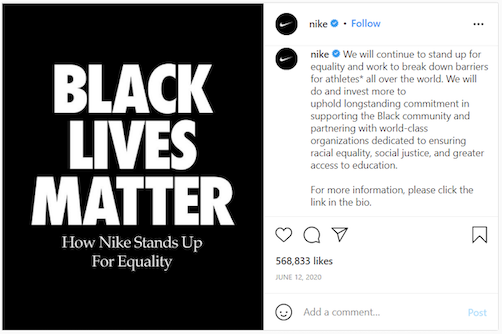 BLACK
LIVES
MATTER
How Nike Stands Up
For Equality
nike • Follow
nike We will continue to stand up for
equality and work to break down barriers
for athletes* all over the world. We will
do and invest more to
uphold longstanding commitment in
supporting the Black community and
partnering with world-class
organizations dedicated to ensuring
racial equality, social justice, and greater
access to education.
For more information, please click the
link in the bio.
568,833 likes
JUNE 12, 2020
Add a comment... Post